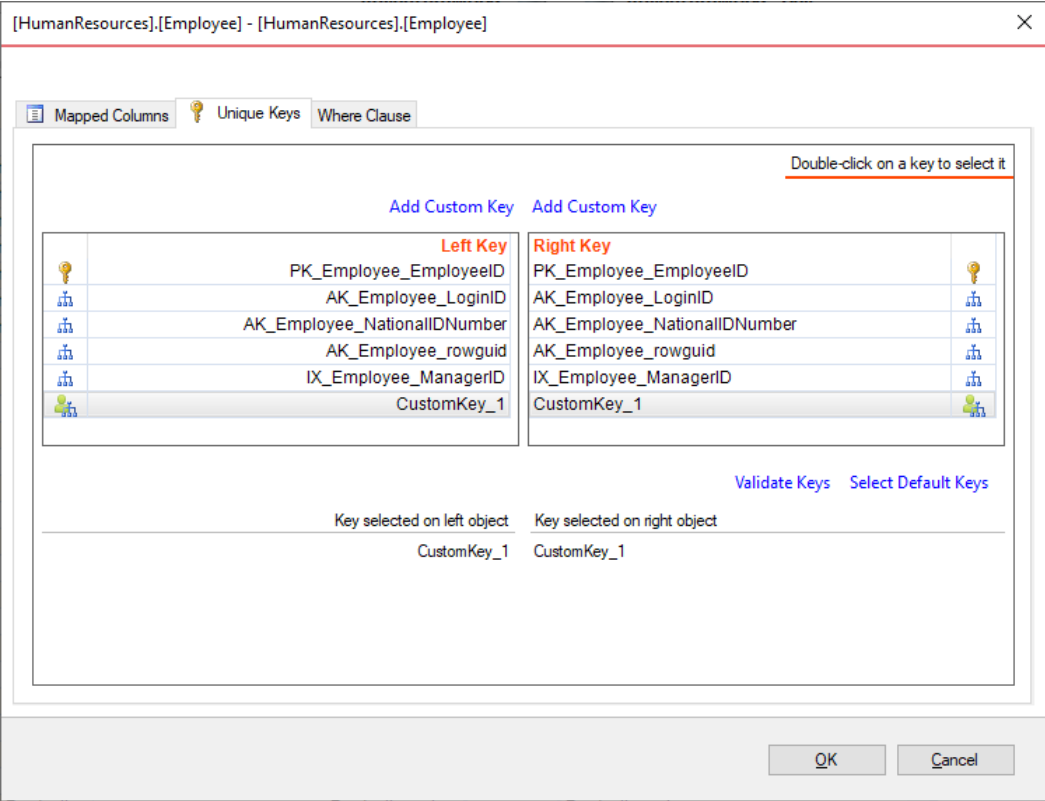 [HumanResources].[Employee] - [HumanResources].[Employee]
Mapped Columns Unique Keys Where Clause
Double-click on a key to select it
Add Custom Key Add Custom Key
Left Key Right Key
PK_Employee_EmployeeID PK_Employee_EmployeeID
AK_Employee_LoginID AK_Employee_LoginID
AK_Employee_NationalIDNumber AK_Employee_NationalIDNumber
AK_Employee_rowguid AK_Employee_rowguid
IX_Employee_ManagerID IX_Employee_ManagerID
CustomKey_1 CustomKey_1
Validate Keys Select Default Keys
Key selected on left object Key selected on right object
CustomKey_1 CustomKey_1
OK Cancel